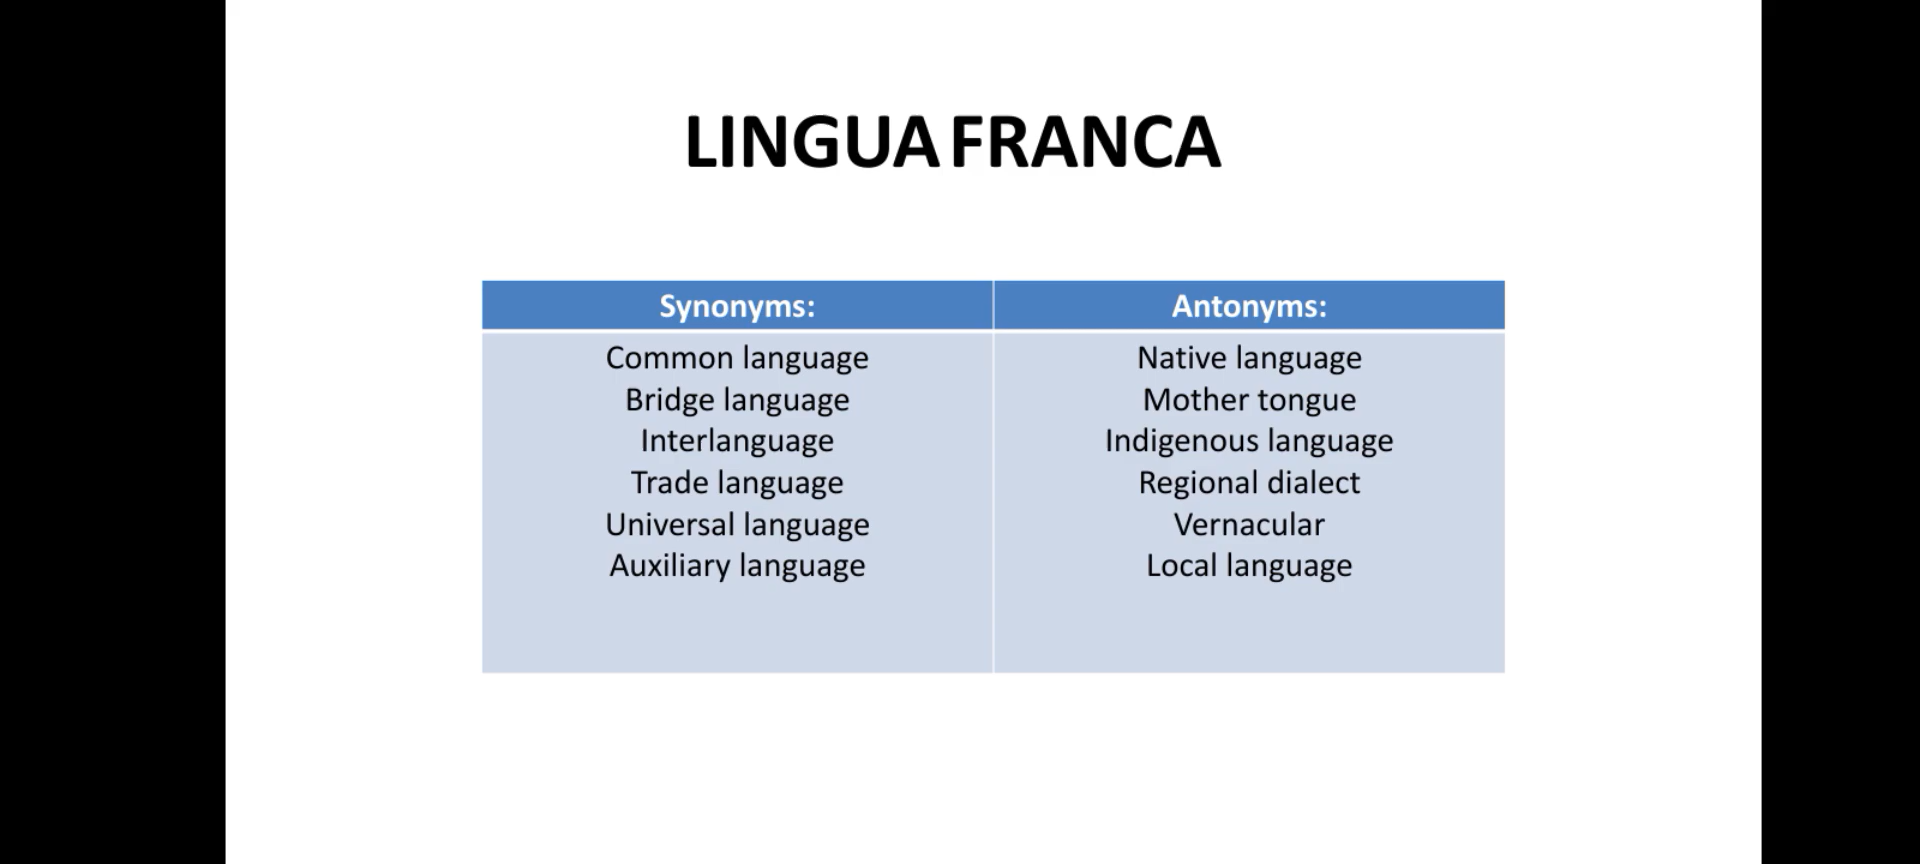 LINGUA FRANCA
Synonyms:
Common language
Bridge language
Interlanguage
Trade language
Universal language
Auxiliary language
Antonyms:
Native language
Mother tongue
Indigenous language
Regional dialect
Vernacular
Local language